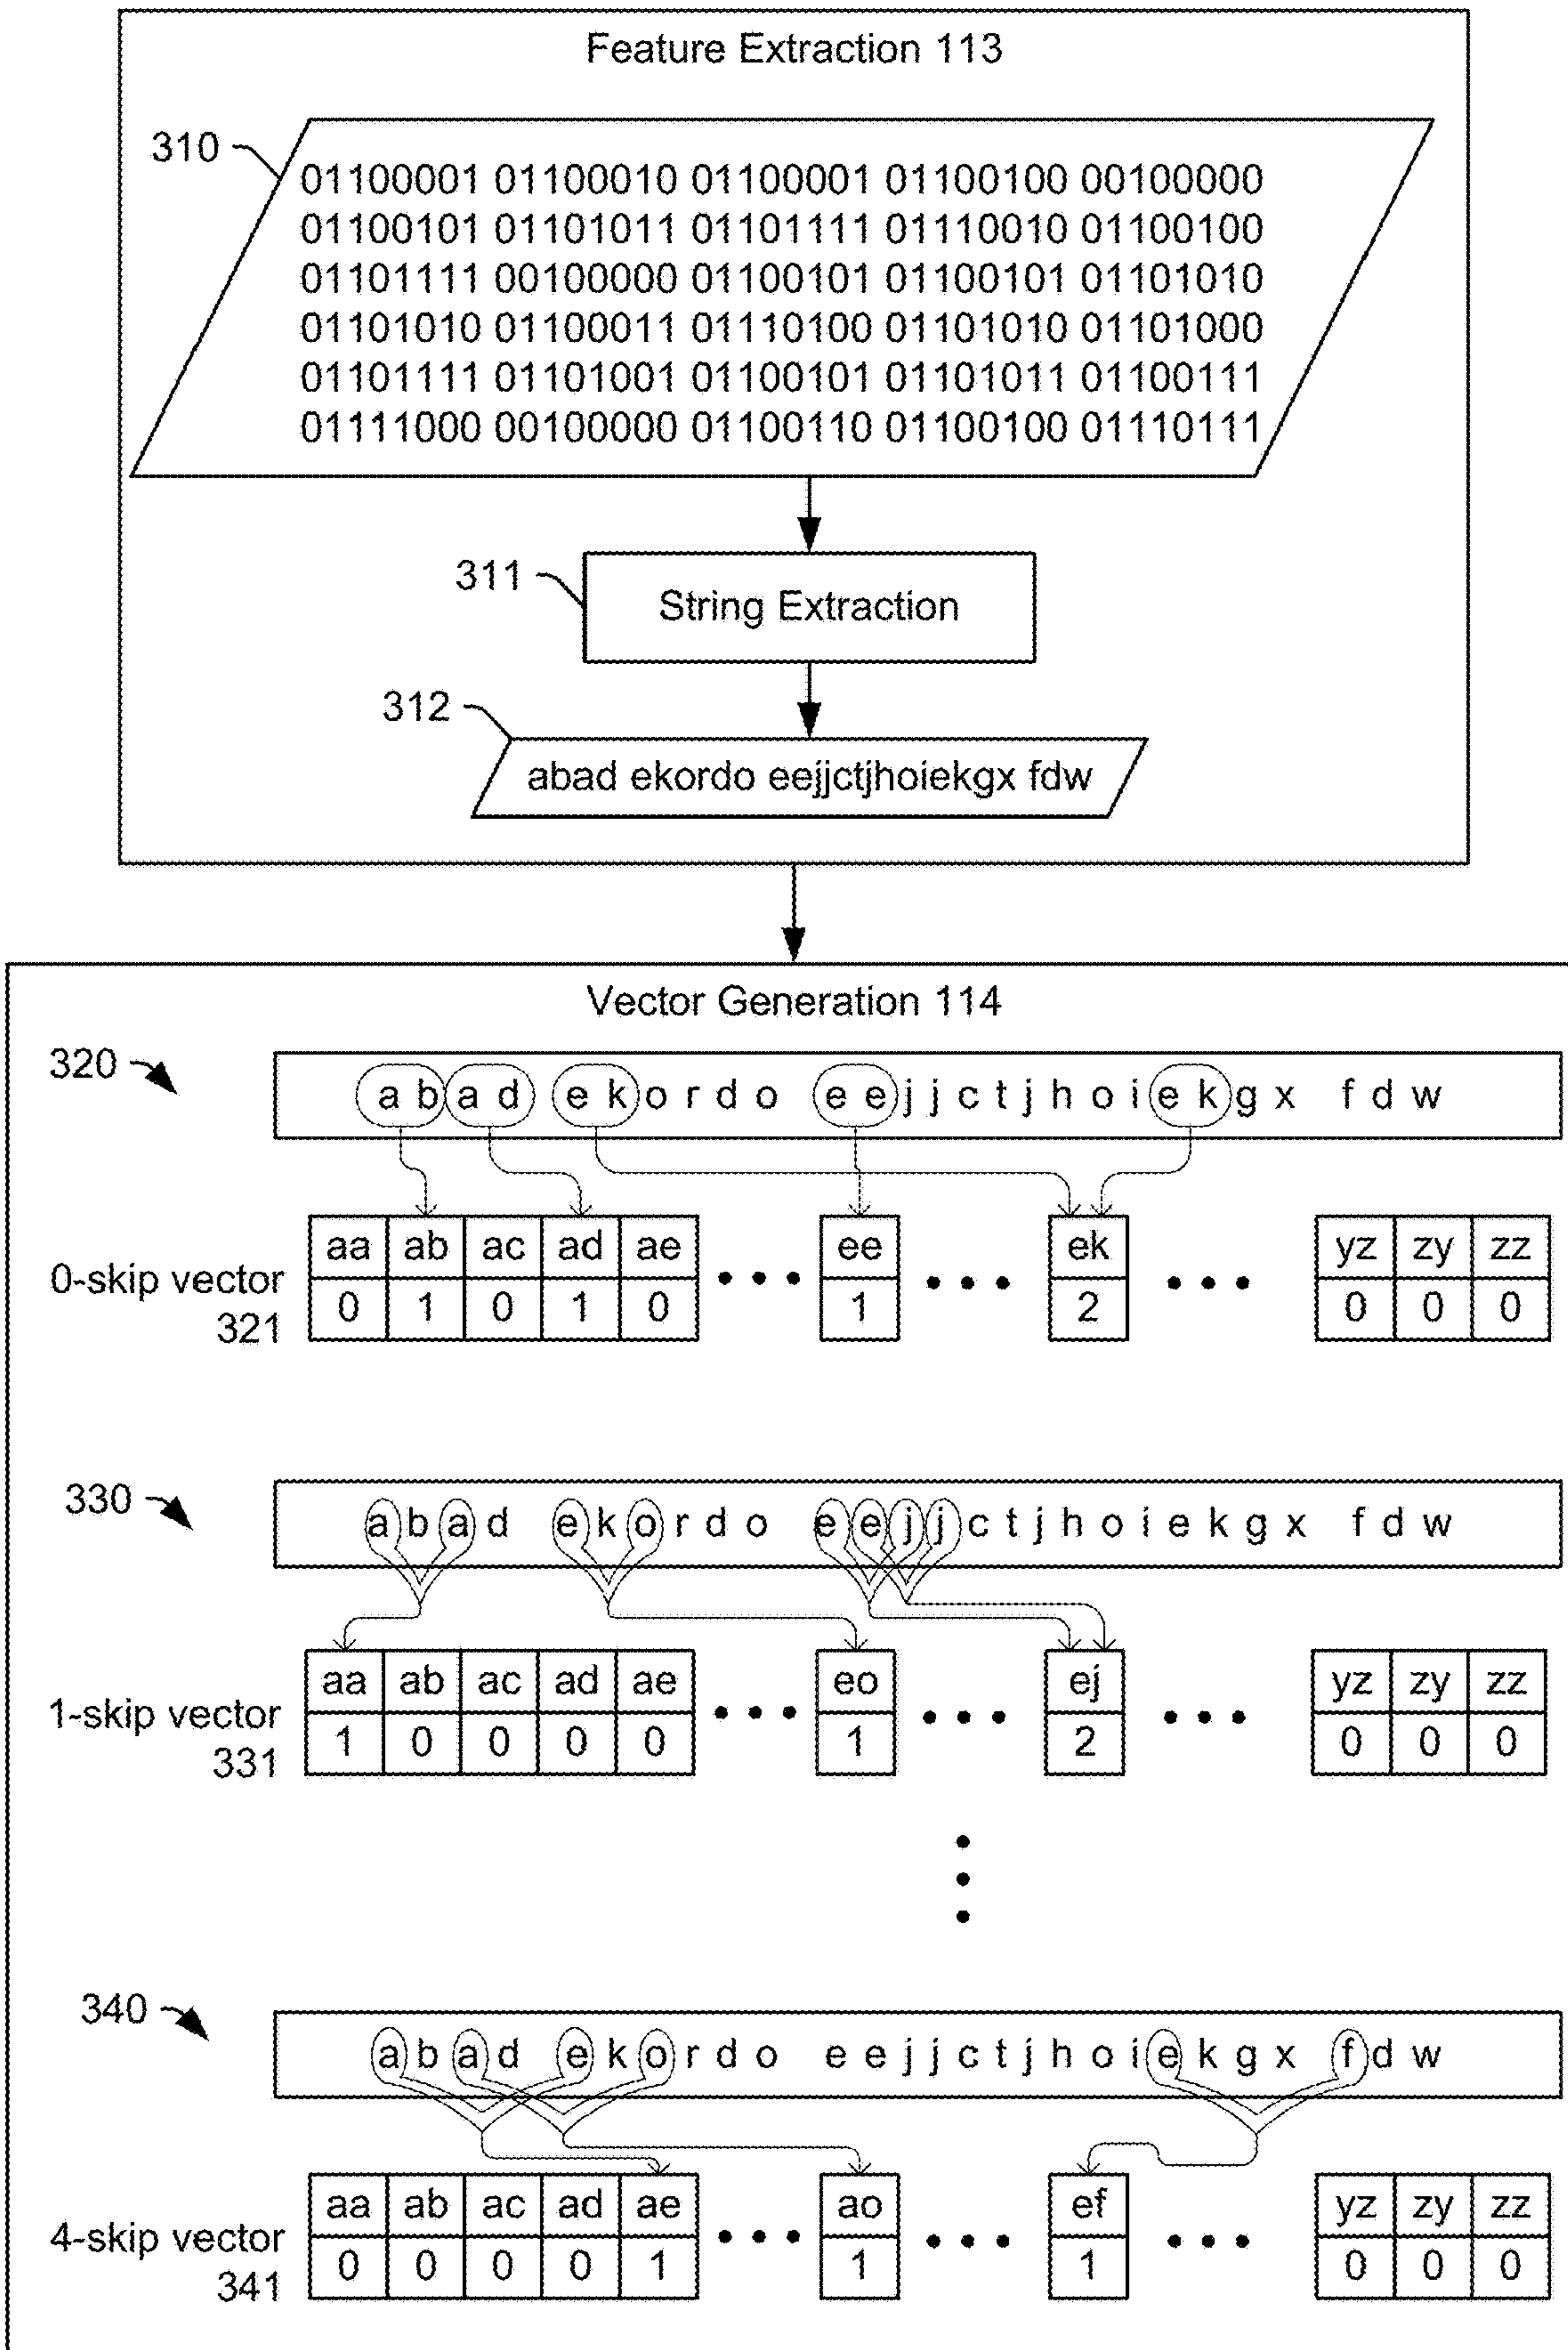 Feature Extraction 113
310
01100001 01100010 01100001 01100100 00100000
01100101 01101011 01101111 01110010 01100100
01101111 00100000 01100101 01100101 01101010
01101010 01100011 01110100 01101010 01101000
01101111 01101001 01100101 01101011 01100111
01111000 00100000 01100110 01100100 01110111
311
String Extraction
312
abad ekordo eejjctjhoiekgx fdw
Vector Generation 114
320
a b a d e k o r d o e e j j c t j h o i e k g x f d w
aa ab ac ad ae ee ek yz zy zz
0-skip vector
321
0 1 0 1 0 1 2 0 0 0
330
a b a d e k o r d o e e j j c t j h o i e k g x f d w
aa ab ac ad ae eo ej yz zy zz
1-skip vector
331
1 0 0 0 0 1 2 0 0 0
340
a b a d e k o r d o e e j j c t j h o i e k g x f d w
aa ab ac ad ae ao ef yz zy zz
4-skip vector
341
0 0 0 0 1 1 1 0 0 0